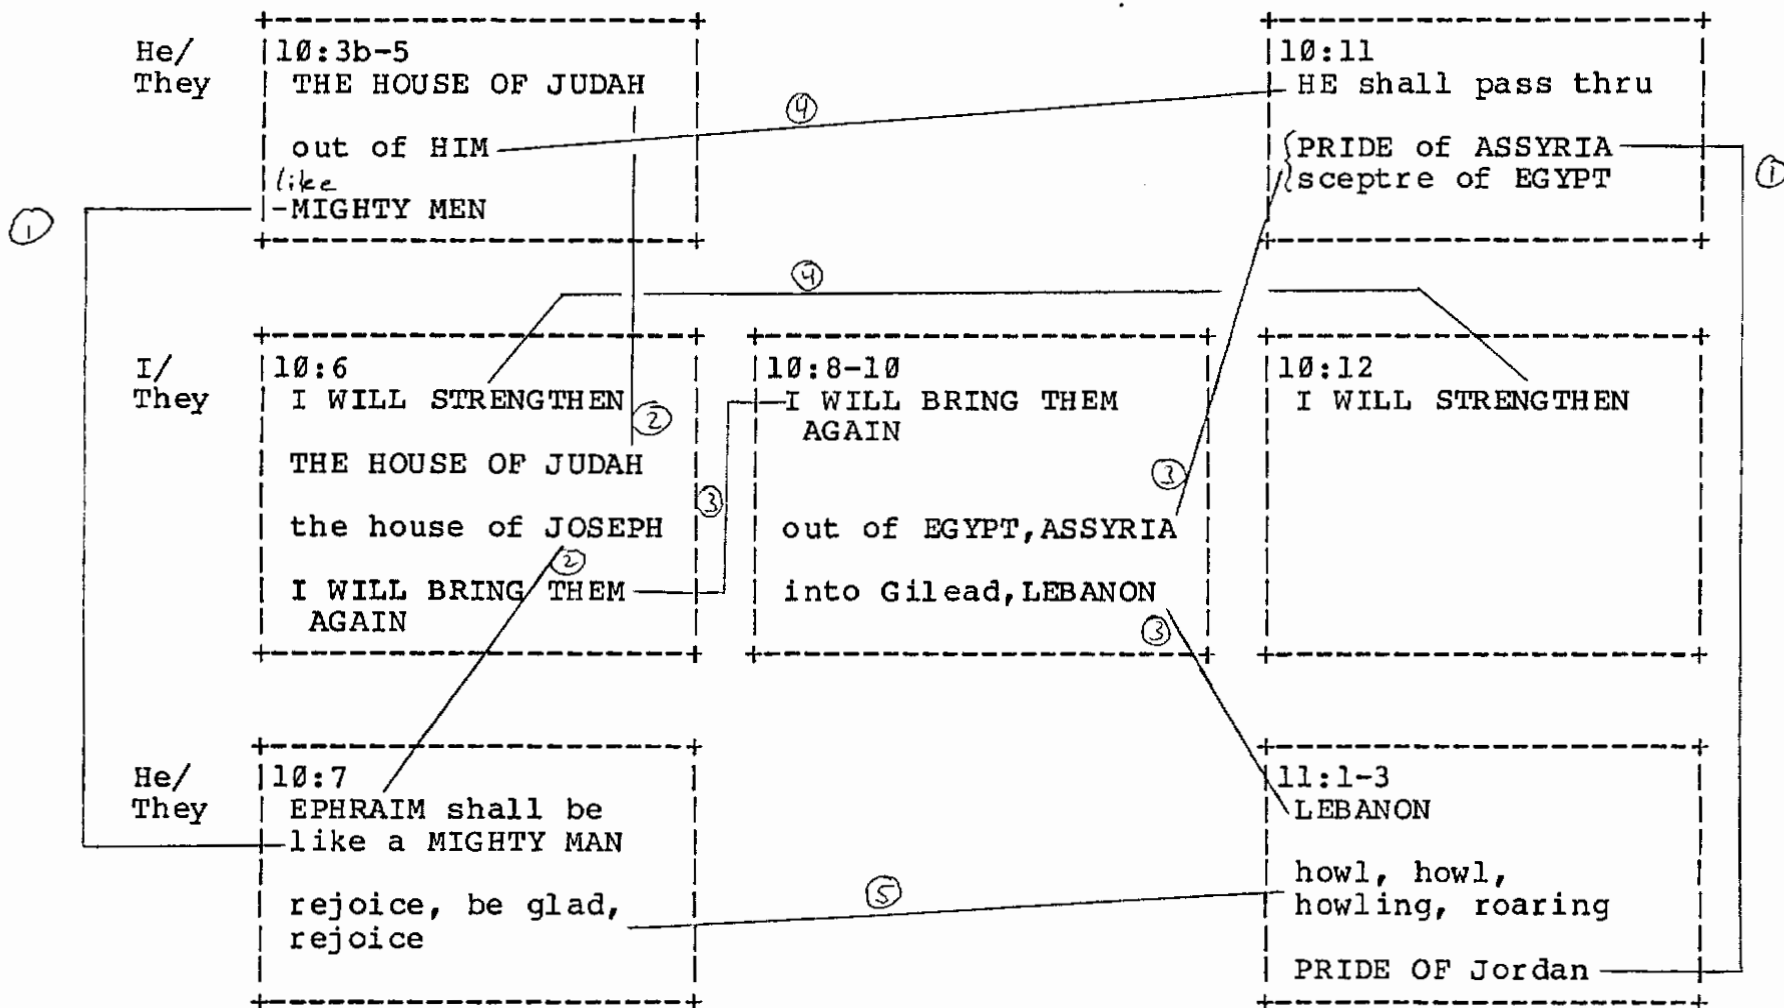 He/
They
10:3b-5
THE HOUSE OF JUDAH
out of HIM
like
-MIGHTY MEN
④
10:11
HE shall pass thru
PRIDE of ASSYRIA
sceptre of EGYPT
①
①
④
I/
They
10:6
I WILL STRENGTHEN
②
THE HOUSE OF JUDAH
the house of JOSEPH
②
I WILL BRING THEM
AGAIN
③
10:8-10
I WILL BRING THEM
AGAIN
③
out of EGYPT,ASSYRIA
into Gilead,LEBANON
③
10:12
I WILL STRENGTHEN
He/
They
10:7
EPHRAIM shall be
like a MIGHTY MAN
rejoice, be glad,
rejoice
⑤
11:1-3
LEBANON
howl, howl,
howling, roaring
PRIDE OF Jordan